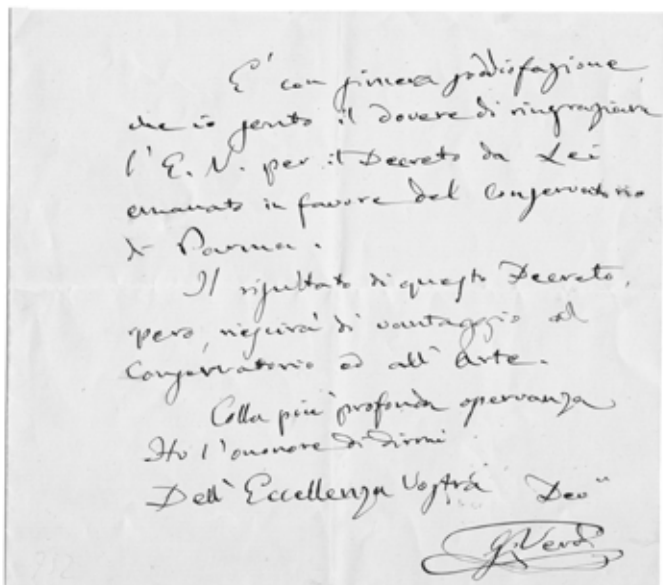 E' con sincera soddisfazione
che io sento il dovere di ringraziare
l'E. V. per il Decreto da Lei
emanato in favore del Conservatorio
di Parma.
Il risultato di questo Decreto,
spero, riescirà di vantaggio al
Conservatorio ed all'Arte.
Colla più profonda osservanza
Ho l'onore di dirmi
Dell'Eccellenza Vostra Dev
G. Verdi